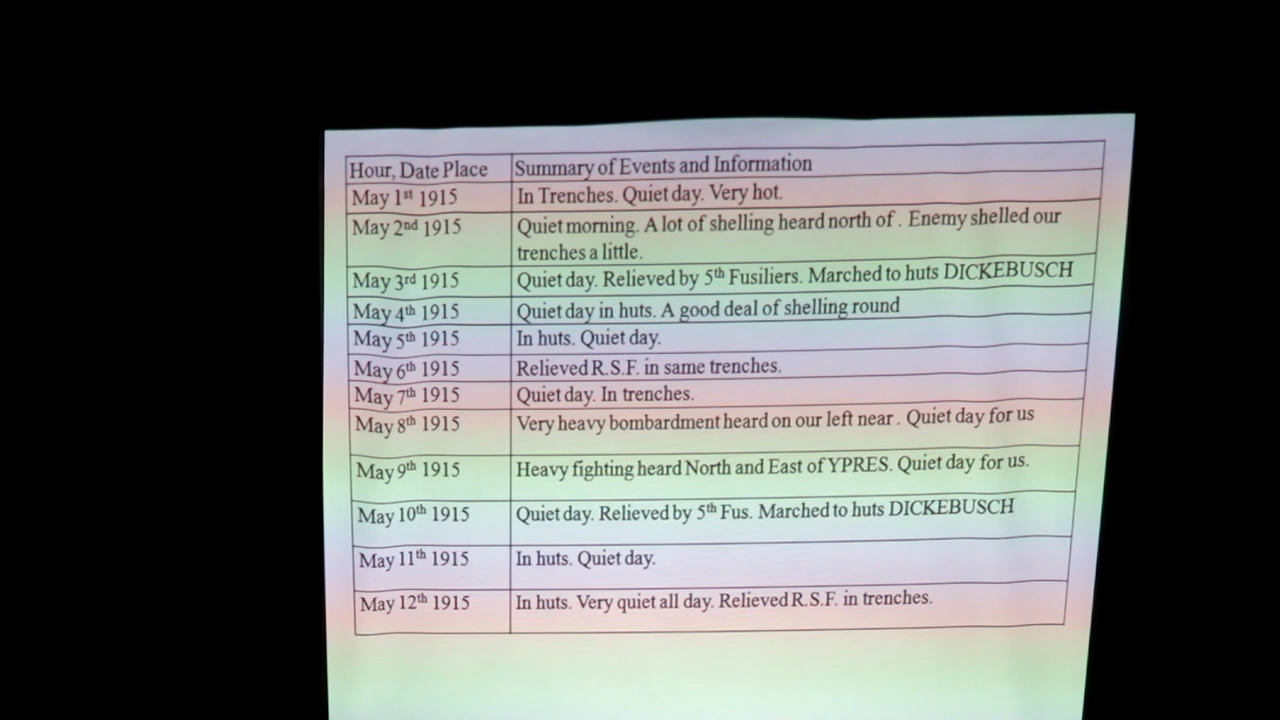 Hour, Date Place Summary of Events and Information
May 1st 1915 In Trenches. Quiet day. Very hot.
May 2nd 1915 Quiet morning. A lot of shelling heard north of . Enemy shelled our
trenches a little.
May 3rd 1915 Quiet day. Relieved by 5th Fusiliers. Marched to huts DICKEBUSCH
May 4th 1915 Quiet day in huts. A good deal of shelling round
May 5th 1915 In huts. Quiet day.
May 6th 1915 Relieved R.S.F. in same trenches.
May 7th 1915 Quiet day. In trenches.
May 8th 1915 Very heavy bombardment heard on our left near . Quiet day for us
May 9th 1915 Heavy fighting heard North and East of YPRES. Quiet day for us.
May 10th 1915 Quiet day. Relieved by 5th Fus. Marched to huts DICKEBUSCH
May 11th 1915 In huts. Quiet day.
May 12th 1915 In huts. Very quiet all day. Relieved R.S.F. in trenches.